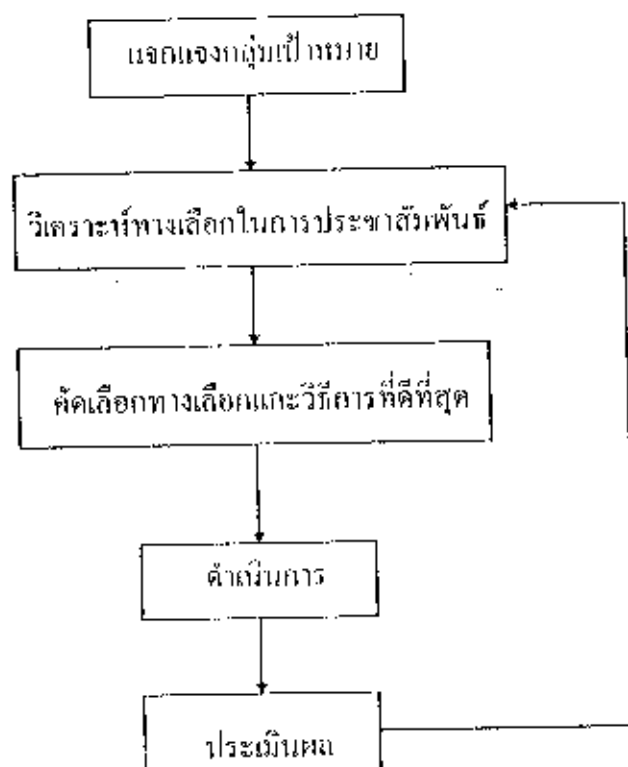 แจกแจงกลุ่มเป้าหมาย
วิเคราะห์ทางเลือกในการประชาสัมพันธ์
คัดเลือกทางเลือกและวิธีการที่ดีที่สุด
ดำเนินการ
ประเมินผล